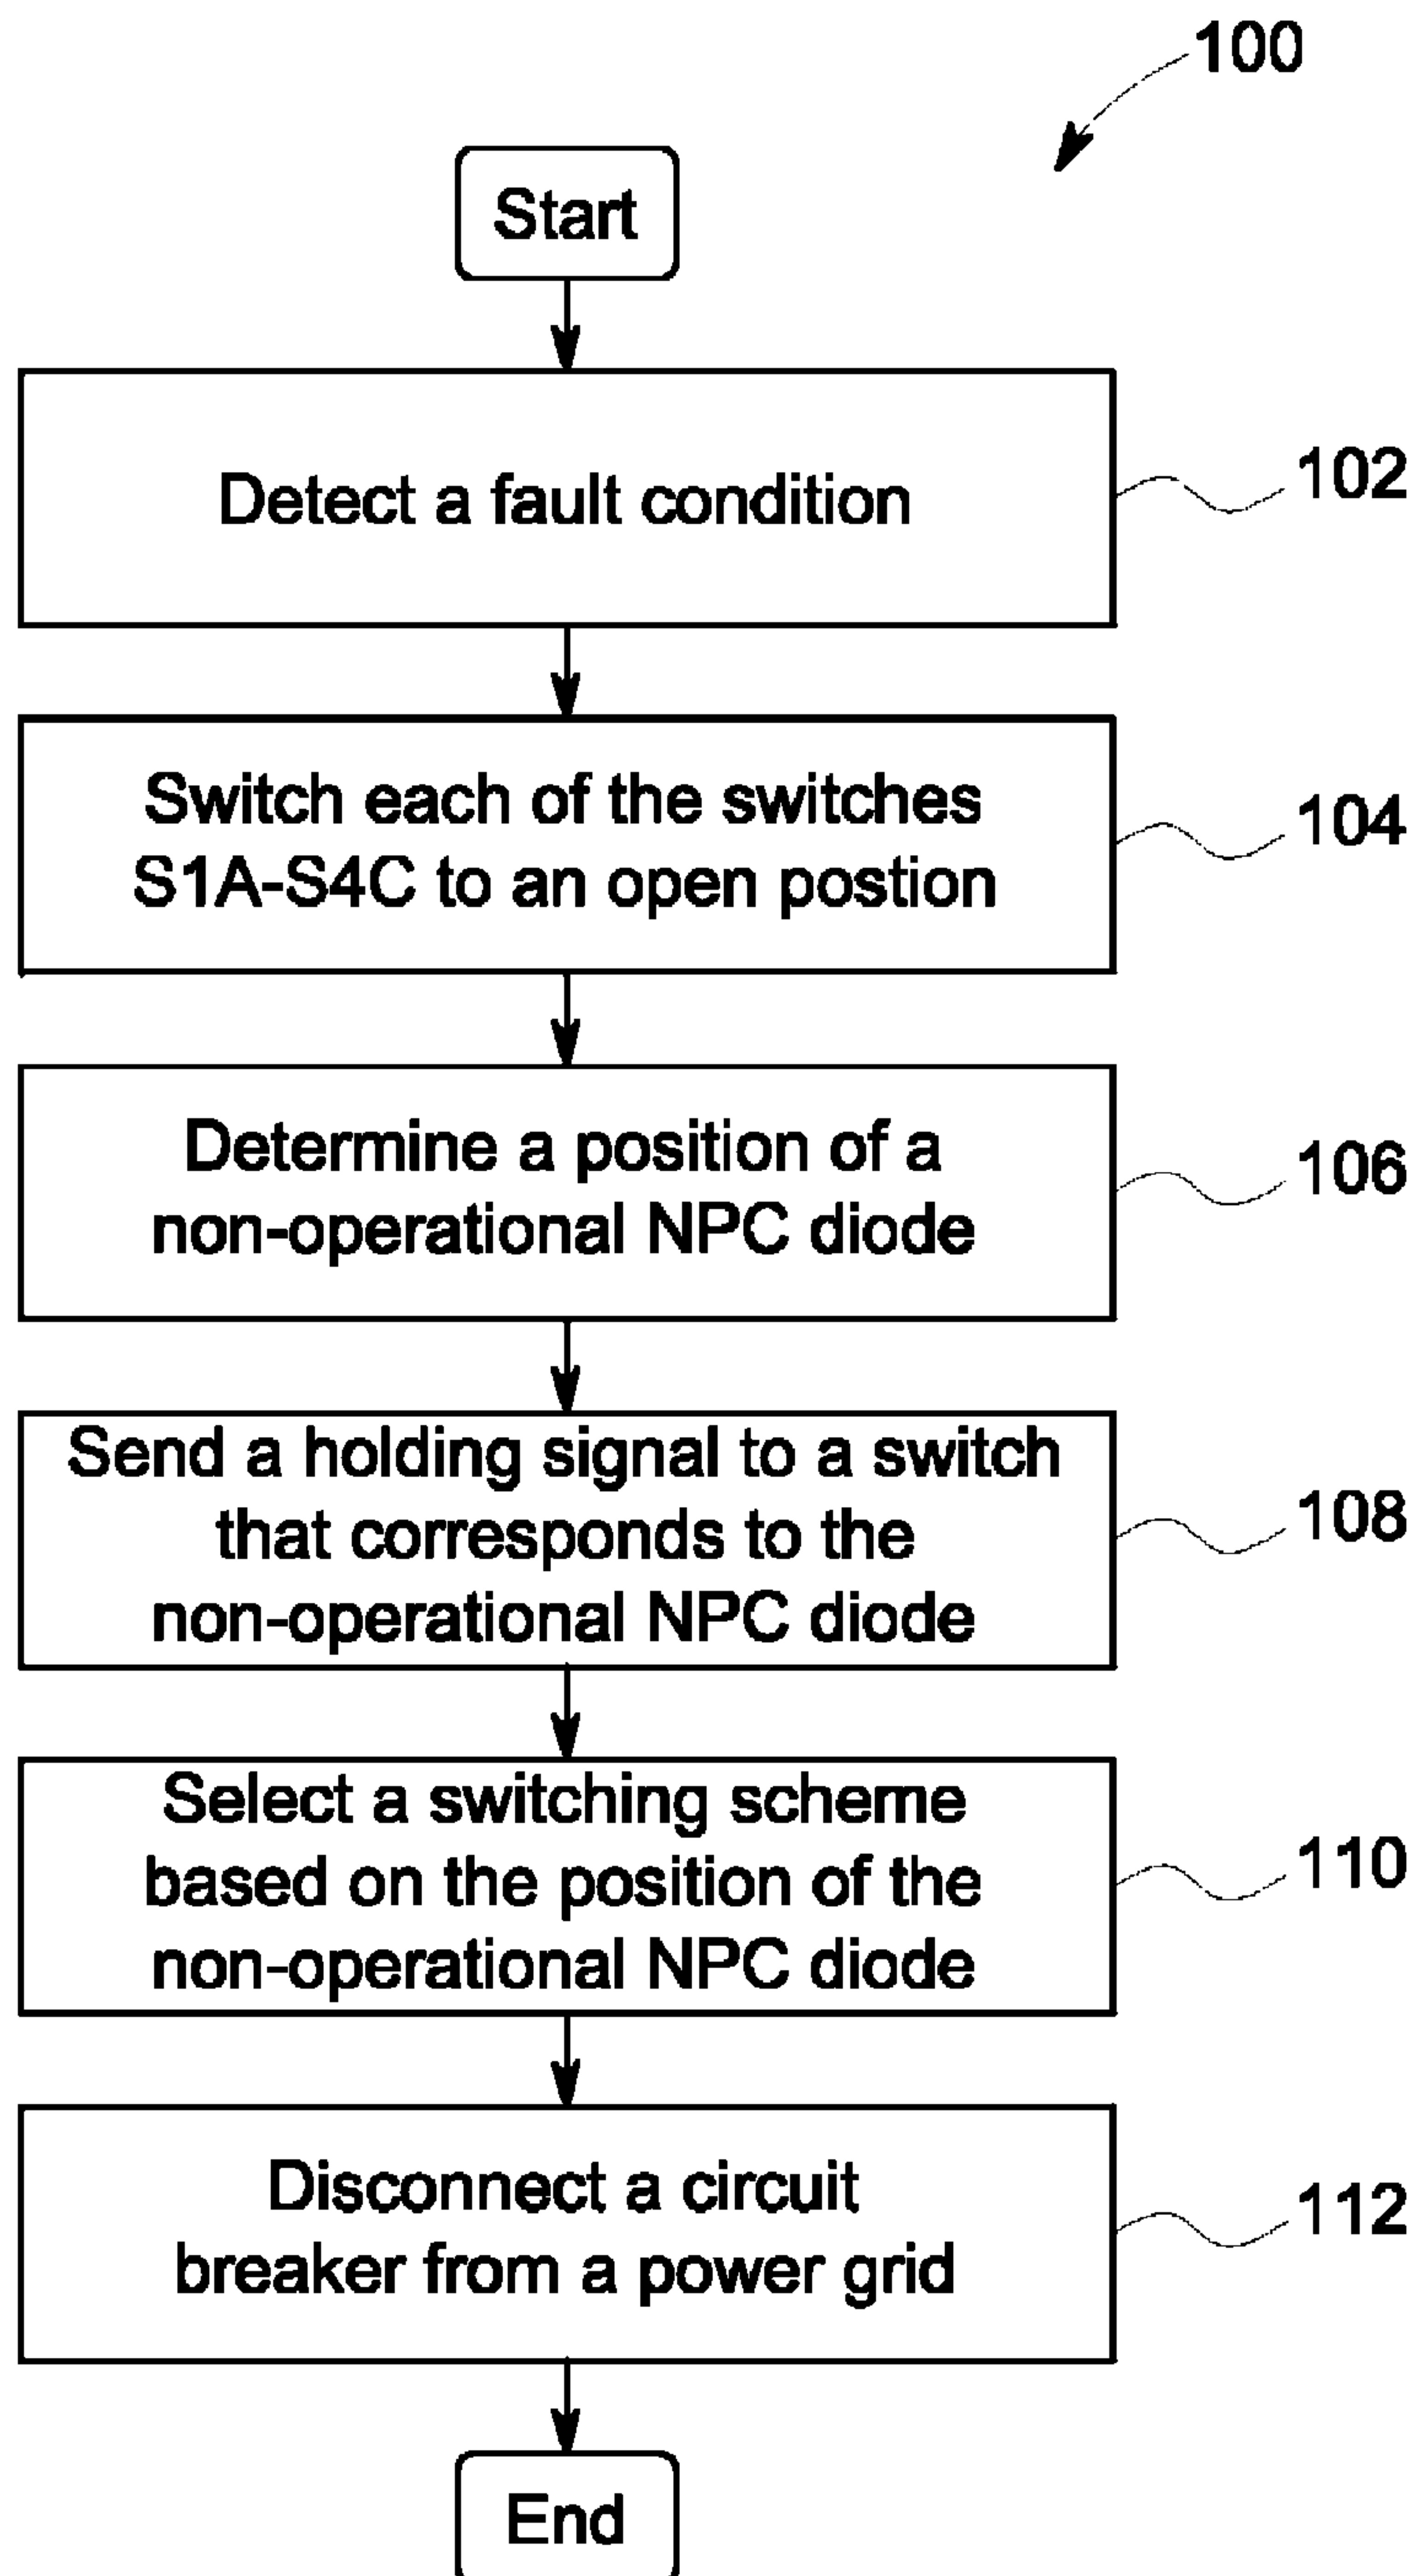 100
Start
Detect a fault condition
102
Switch each of the switches
S1A-S4C to an open postion
104
Determine a position of a
non-operational NPC diode
106
Send a holding signal to a switch
that corresponds to the
non-operational NPC diode
108
Select a switching scheme
based on the position of the
non-operational NPC diode
110
Disconnect a circuit
breaker from a power grid
112
End